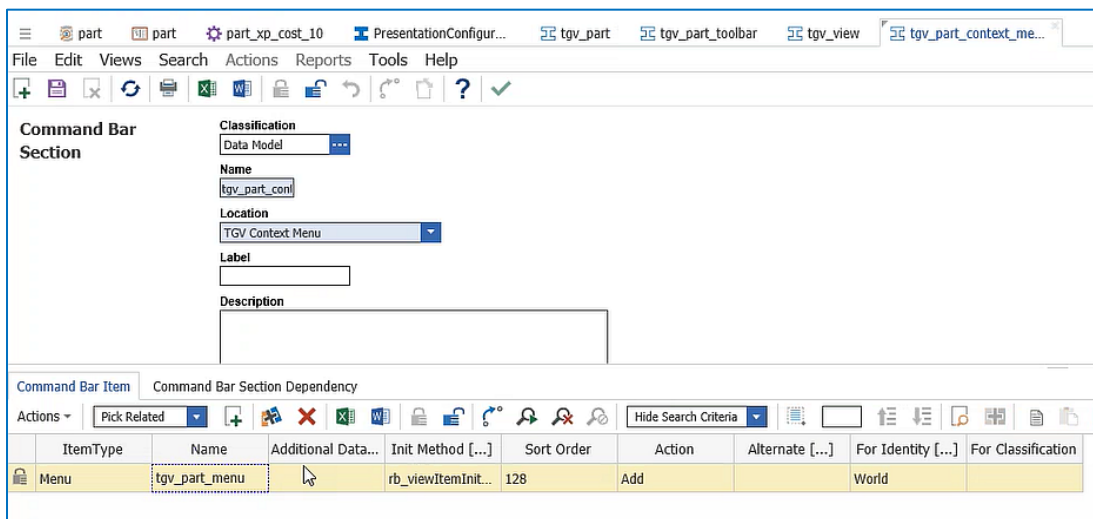 part part part_xp_cost_10 PresentationConfigur... tgv_part tgv_part_toolbar tgv_view tgv_part_context_me...
File Edit Views Search Actions Reports Tools Help
Command Bar
Section
Classification
Data Model
Name
tgv_part_cont
Location
TGV Context Menu
Label
Description
Command Bar Item Command Bar Section Dependency
Actions Pick Related Hide Search Criteria
ItemType Name Additional Data... Init Method [...] Sort Order Action Alternate [...] For Identity [...] For Classification
Menu tgv_part_menu rb_viewItemInit... 128 Add World